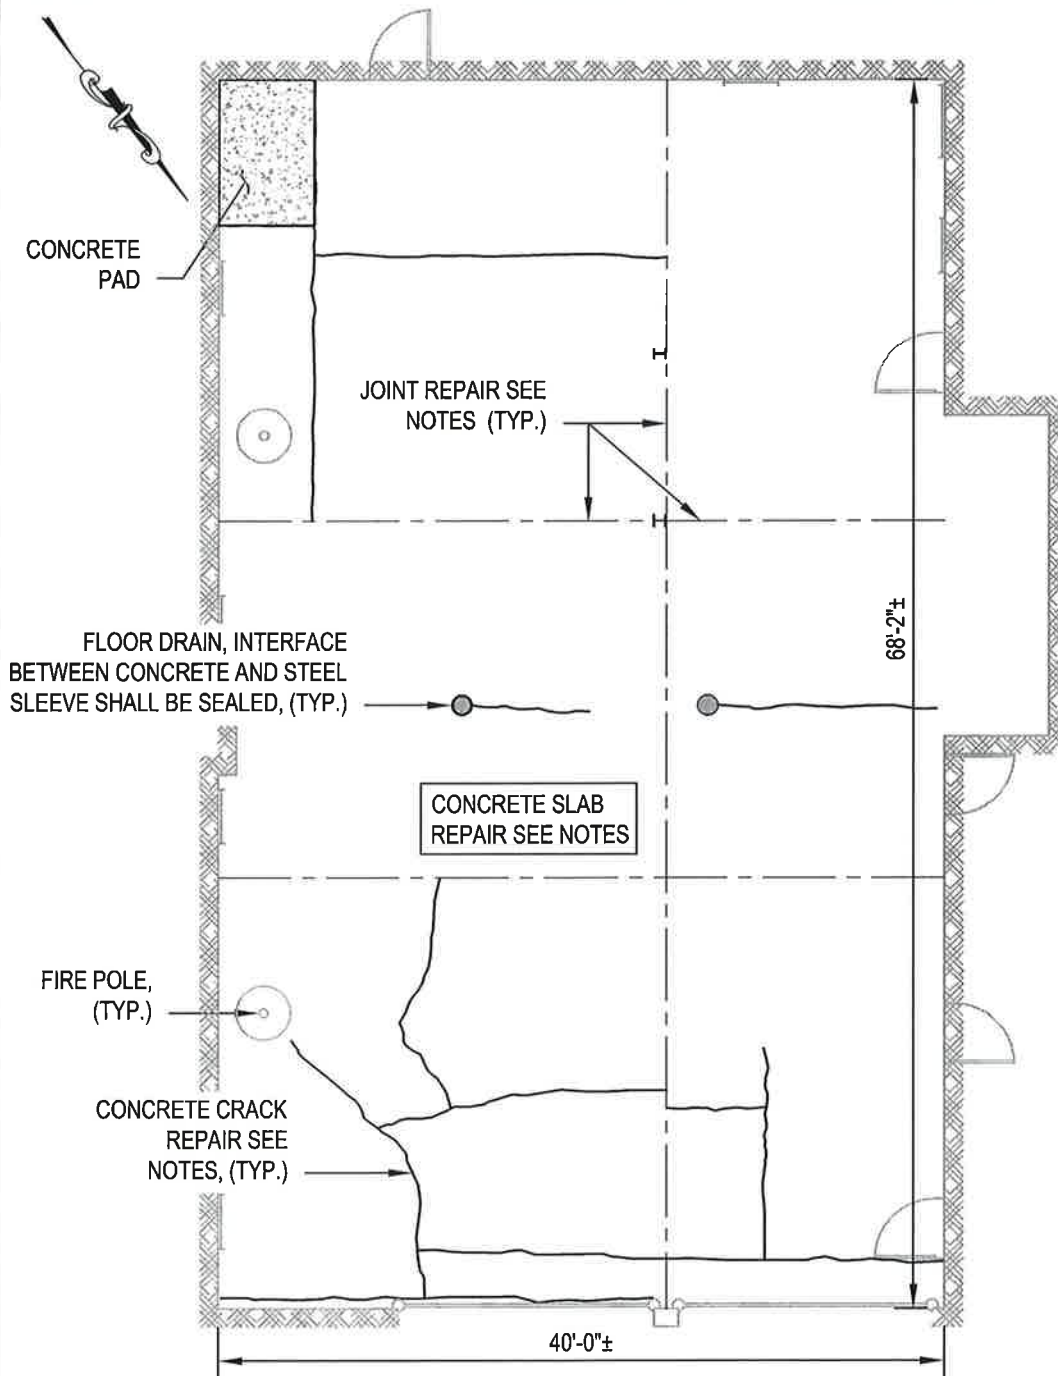 CONCRETE
PAD
JOINT REPAIR SEE
NOTES (TYP.)
68'-2"±
FLOOR DRAIN, INTERFACE
BETWEEN CONCRETE AND STEEL
SLEEVE SHALL BE SEALED, (TYP.)
CONCRETE SLAB
REPAIR SEE NOTES
FIRE POLE,
(TYP.)
CONCRETE CRACK
REPAIR SEE
NOTES, (TYP.)
40'-0"±